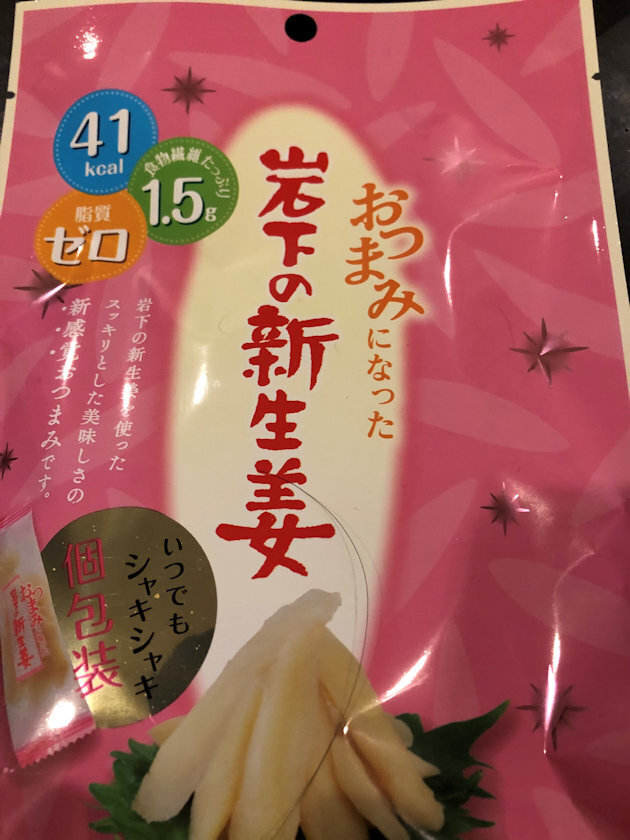 おつまみになった
岩下の新生姜
41
kcal
食物繊維たっぷり
1.5g
脂質
ゼロ
岩下の新生姜を使った
スッキリとした美味しさの
新感覚おつまみです。
いつでも
シャキシャキ
個包装
おつまみになった
岩下の新生姜